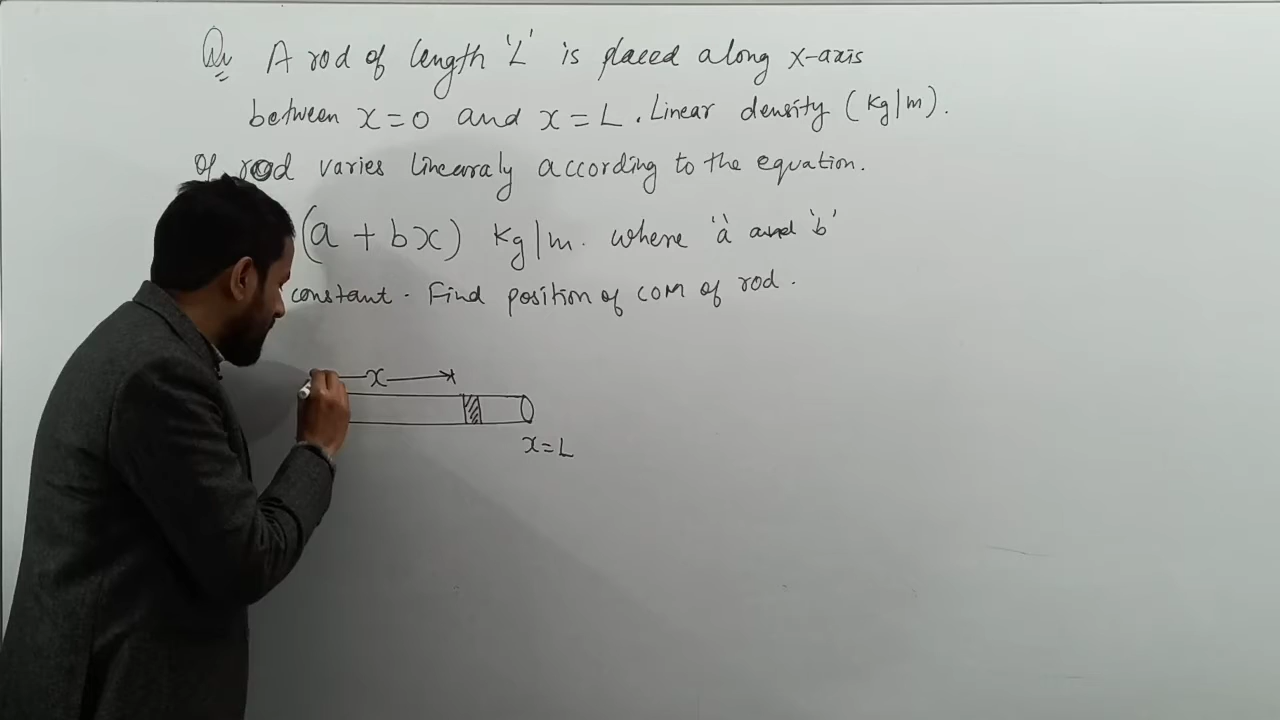 Qu A rod of length 'L' is placed along x-axis
between x=0 and x=L. Linear density (kg/m).
Of rod varies linearaly according to the equation.
(a + bx) kg/m. where 'a' and 'b'
constant. Find position of COM of rod.
x
x=L